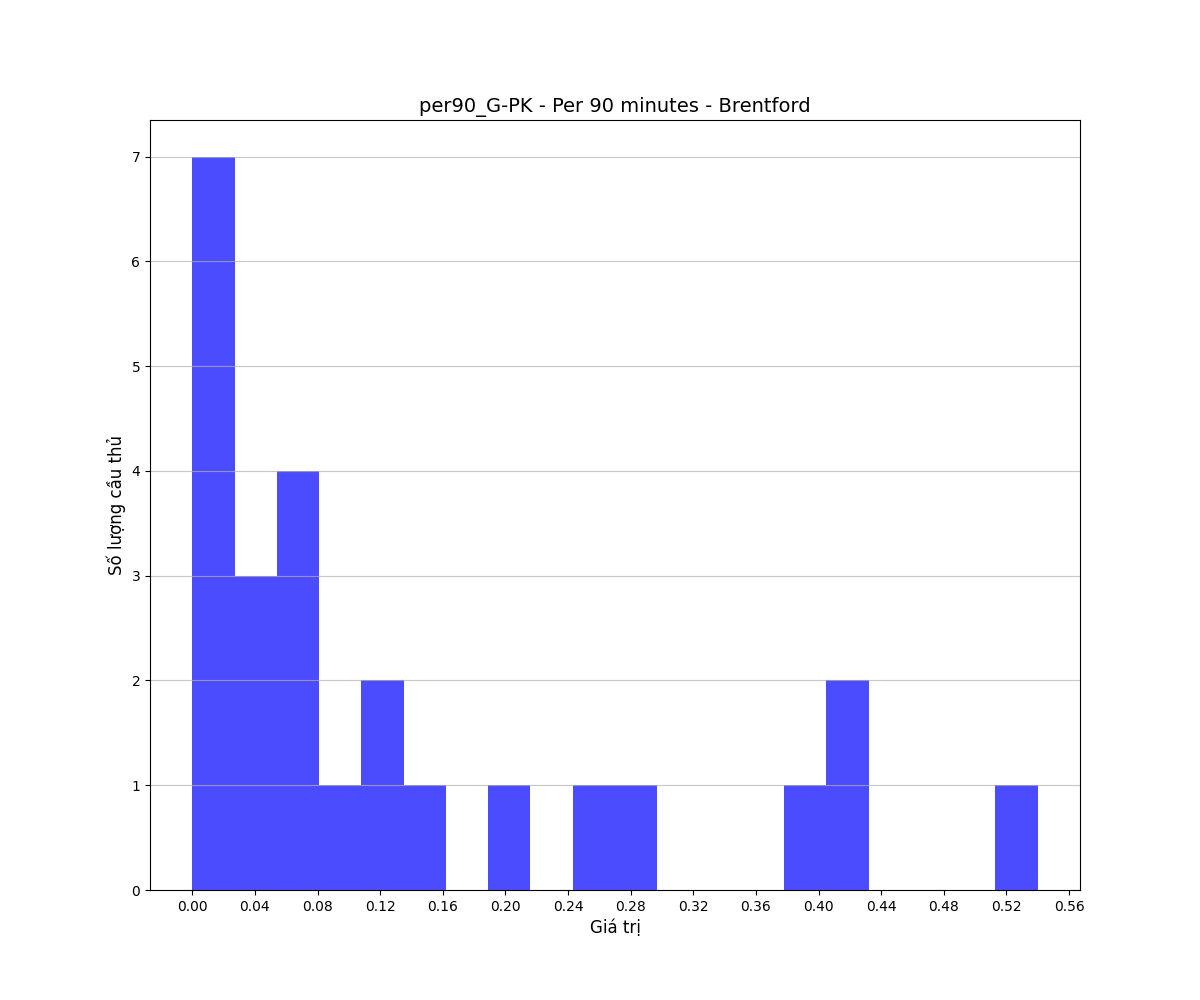 per90_G-PK - Per 90 minutes - Brentford
7
6
5
4
3
2
1
0
Số lượng cầu thủ
0.00 0.04 0.08 0.12 0.16 0.20 0.24 0.28 0.32 0.36 0.40 0.44 0.48 0.52 0.56
Giá trị